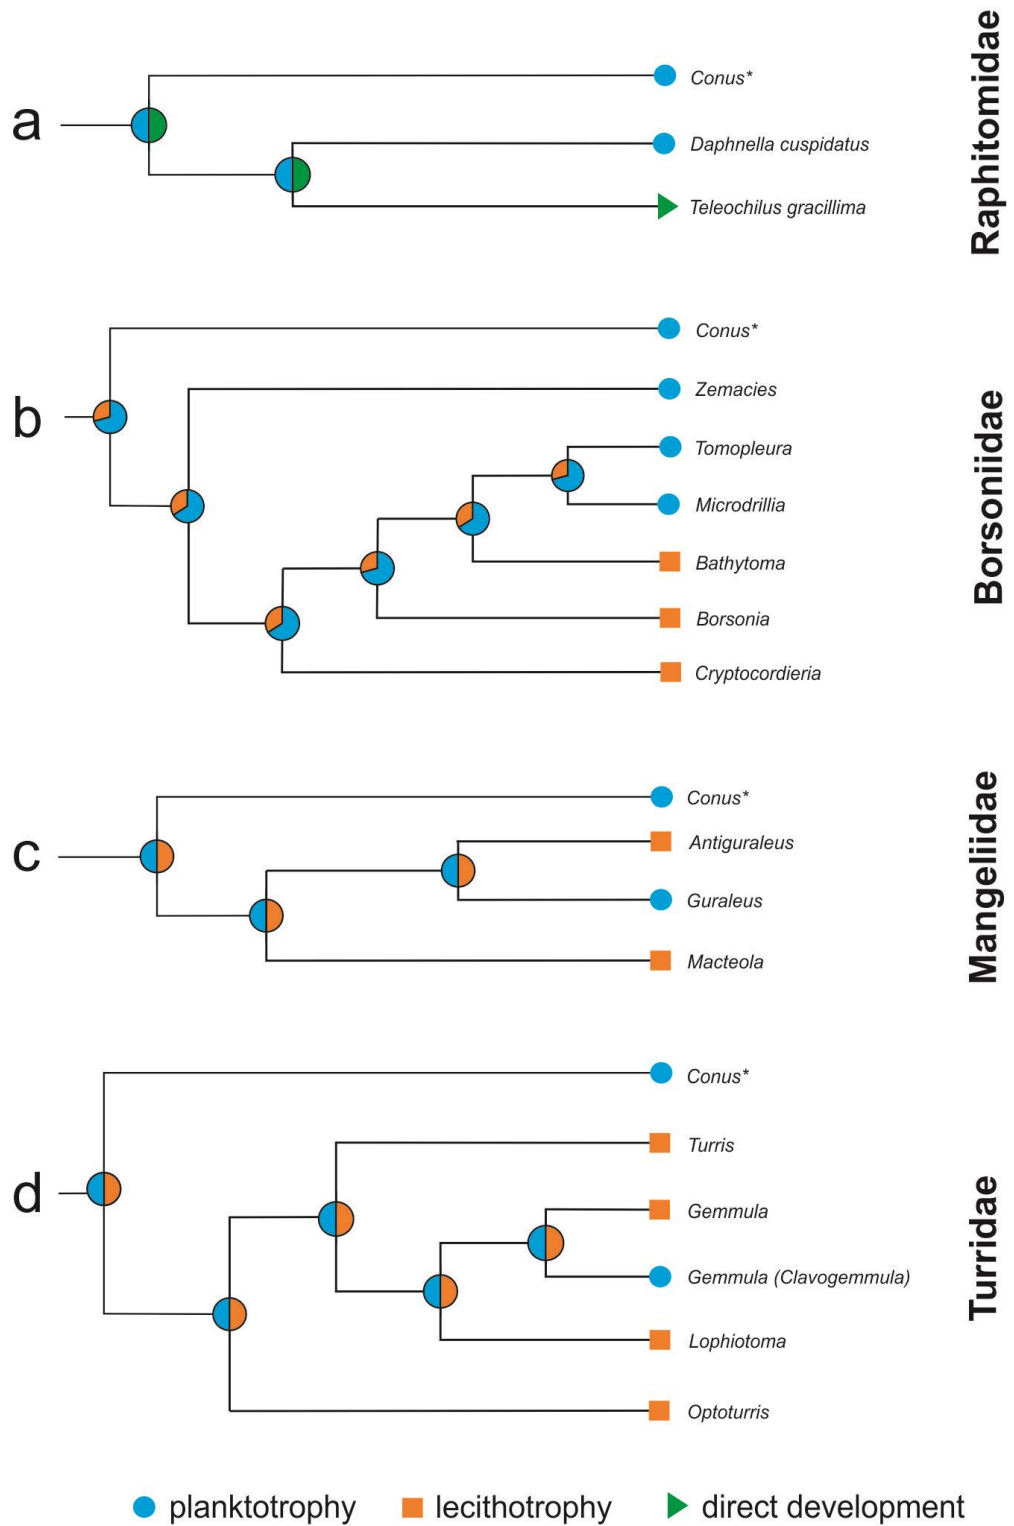 a
Conus*
Daphnella cuspidatus
Teleochilus gracillima
Raphitomidae
b
Conus*
Zemacies
Tomopleura
Microdrillia
Bathytoma
Borsonia
Cryptocordieria
Borsoniidae
c
Conus*
Antiguraleus
Guraleus
Macteola
Mangeliidae
d
Conus*
Turris
Gemmula
Gemmula (Clavogemmula)
Lophiotoma
Optoturris
Turridae
planktotrophy lecithotrophy direct development